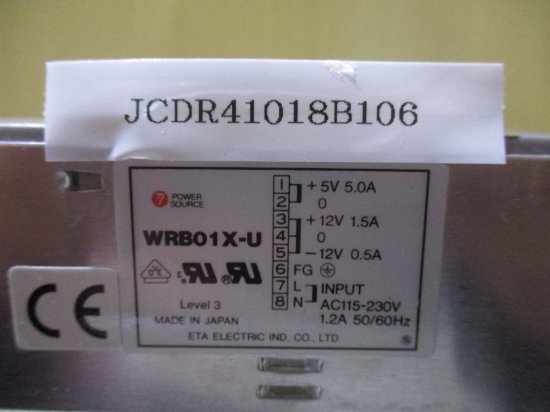 JCDR41018B106
POWER
SOURCE
WRB01X-U
Level 3
MADE IN JAPAN
1 +5V 5.0A
2 0
3 +12V 1.5A
4 0
5 -12V 0.5A
6 FG
7 L INPUT
8 N AC115-230V
1.2A 50/60Hz
ETA ELECTRIC IND. CO., LTD
CE